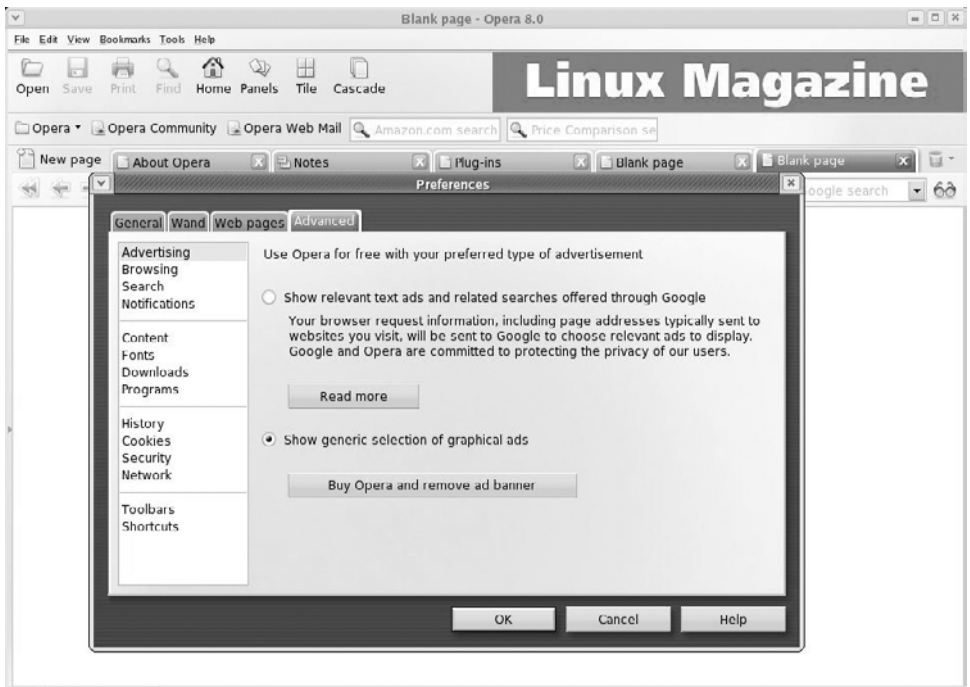 Blank page - Opera 8.0
File Edit View Bookmarks Tools Help
Open Save Print Find Home Panels Tile Cascade
Linux Magazine
Opera Opera Community Opera Web Mail Amazon.com search Price Comparison se
New page About Opera Notes Plug-ins Blank page Blank page
Preferences
oogle search
General Wand Web pages Advanced
Advertising
Browsing
Search
Notifications
Content
Fonts
Downloads
Programs
History
Cookies
Security
Network
Toolbars
Shortcuts
Use Opera for free with your preferred type of advertisement
Show relevant text ads and related searches offered through Google
Your browser request information, including page addresses typically sent to
websites you visit, will be sent to Google to choose relevant ads to display.
Google and Opera are committed to protecting the privacy of our users.
Read more
Show generic selection of graphical ads
Buy Opera and remove ad banner
OK Cancel Help